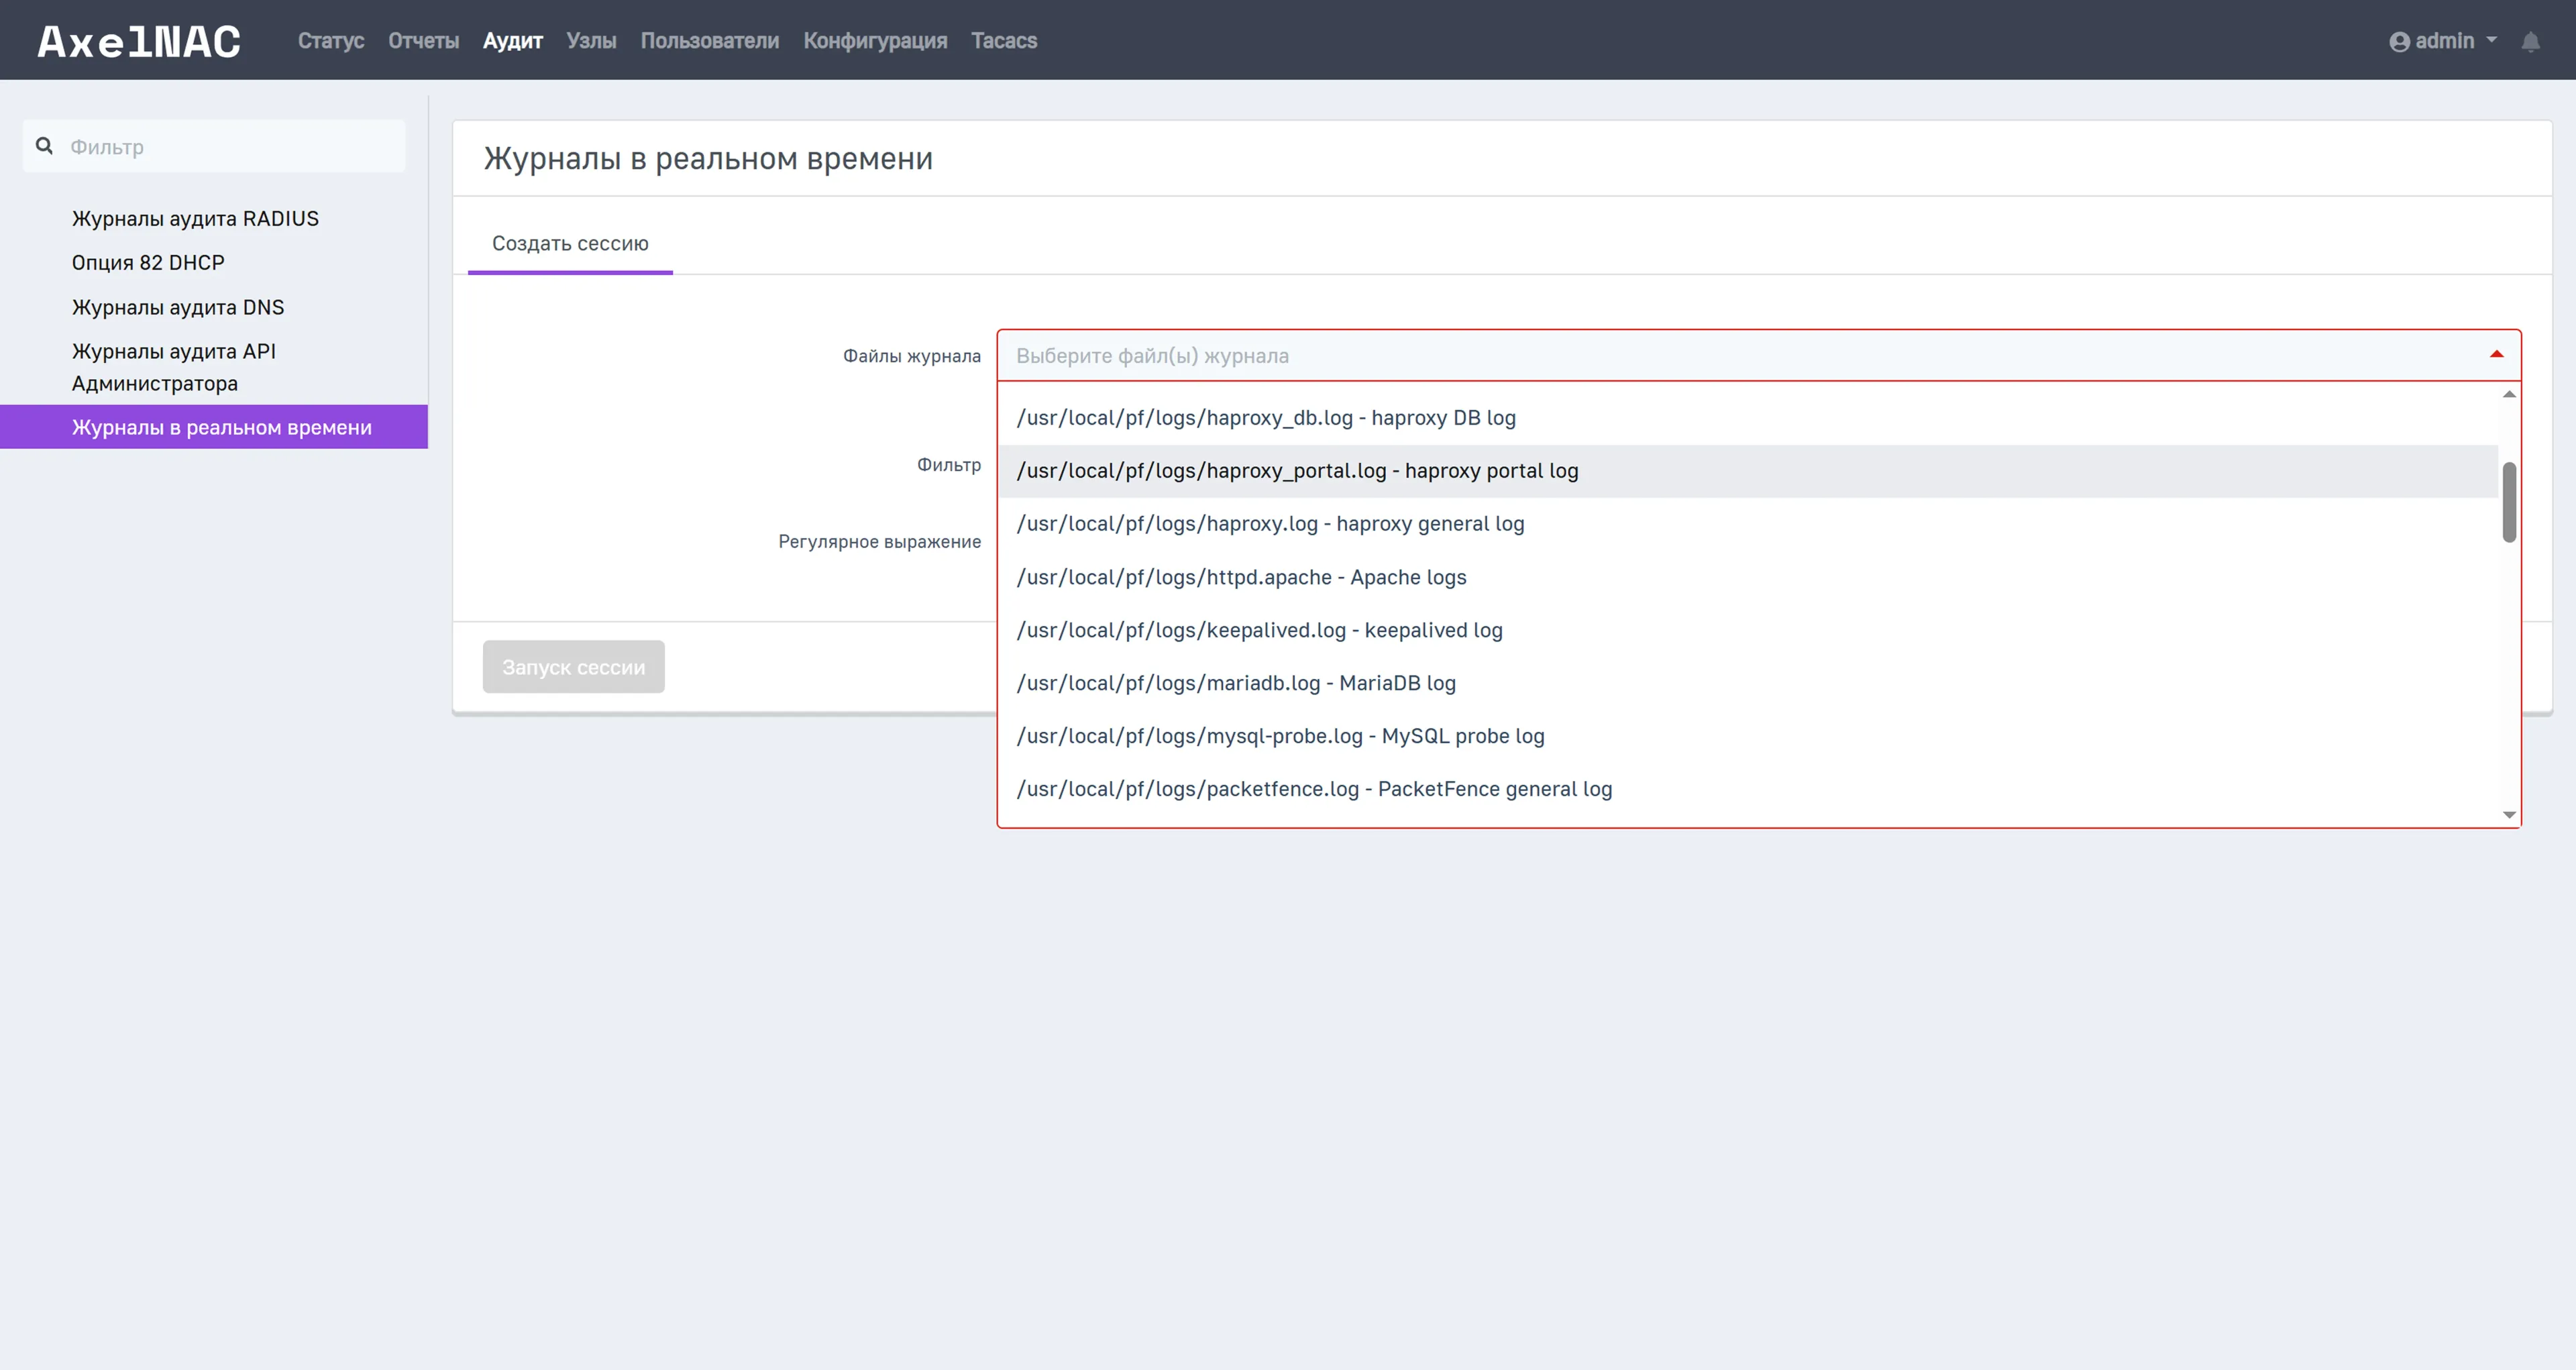 AxelNAC
Статус Отчеты Аудит Узлы Пользователи Конфигурация Tacacs
admin
Фильтр
Журналы аудита RADIUS
Опция 82 DHCP
Журналы аудита DNS
Журналы аудита API
Администратора
Журналы в реальном времени
Журналы в реальном времени
Создать сессию
Файлы журнала
Выберите файл(ы) журнала
/usr/local/pf/logs/haproxy_db.log - haproxy DB log
/usr/local/pf/logs/haproxy_portal.log - haproxy portal log
/usr/local/pf/logs/haproxy.log - haproxy general log
/usr/local/pf/logs/httpd.apache - Apache logs
/usr/local/pf/logs/keepalived.log - keepalived log
/usr/local/pf/logs/mariadb.log - MariaDB log
/usr/local/pf/logs/mysql-probe.log - MySQL probe log
/usr/local/pf/logs/packetfence.log - PacketFence general log
Фильтр
Регулярное выражение
Запуск сессии